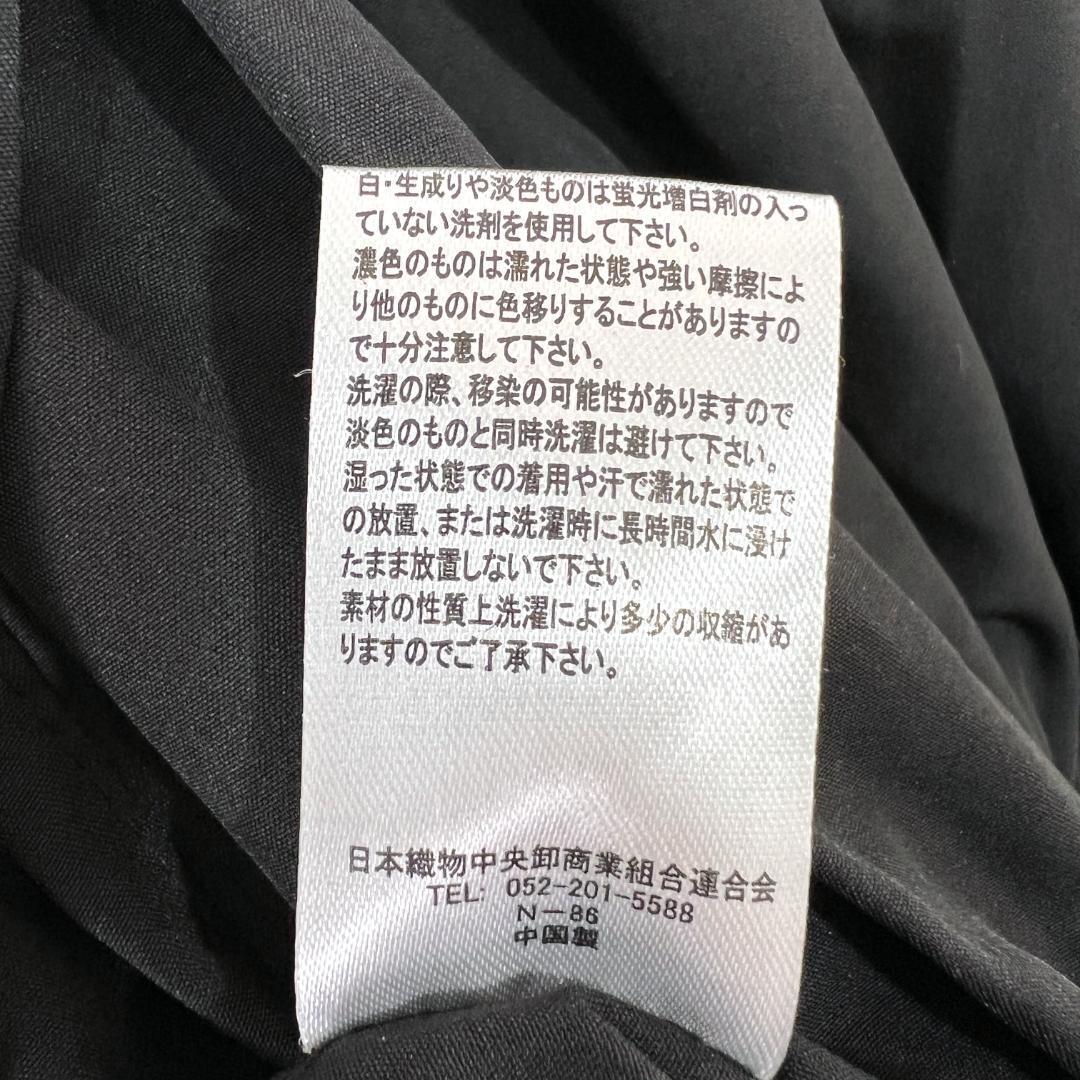 白・生成りや淡色ものは蛍光増白剤の入っ
ていない洗剤を使用して下さい。
濃色のものは濡れた状態や強い摩擦によ
り他のものに色移りすることがありますの
で十分注意して下さい。
洗濯の際、移染の可能性がありますので
淡色のものと同時洗濯は避けて下さい。
湿った状態での着用や汗で濡れた状態で
の放置、または洗濯時に長時間水に浸け
たまま放置しないで下さい。
素材の性質上洗濯により多少の収縮があ
りますのでご了承下さい。
日本織物中央卸商業組合連合会
TEL: 052-201-5588
N-86
中国製